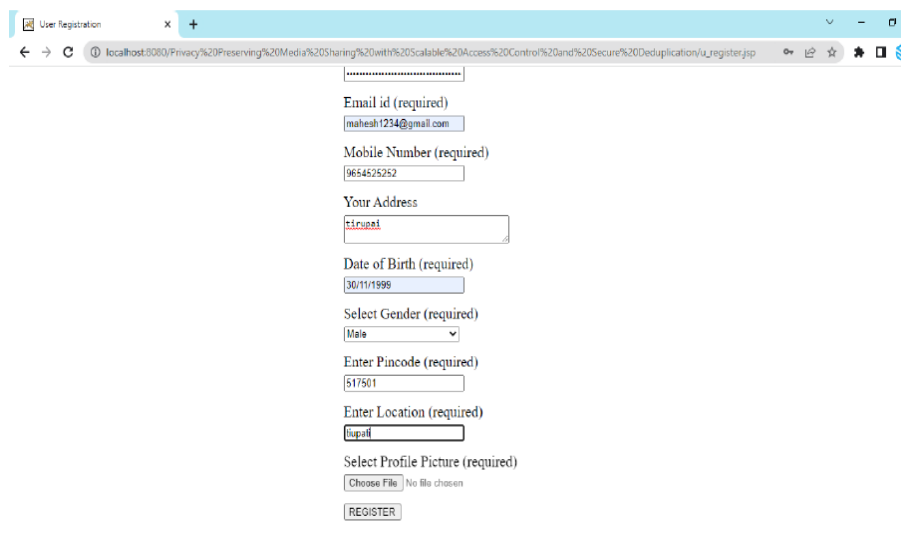 User Registration
localhost:8080/Privacy%20Preserving%20Media%20Sharing%20with%20Scalable%20Access%20Control%20and%20Secure%20Deduplication/u_register.jsp
Email id (required)
mahesh1234@gmail.com
Mobile Number (required)
9654525252
Your Address
tirupai
Date of Birth (required)
30/11/1999
Select Gender (required)
Male
Enter Pincode (required)
517501
Enter Location (required)
tiupati
Select Profile Picture (required)
Choose File No file chosen
REGISTER